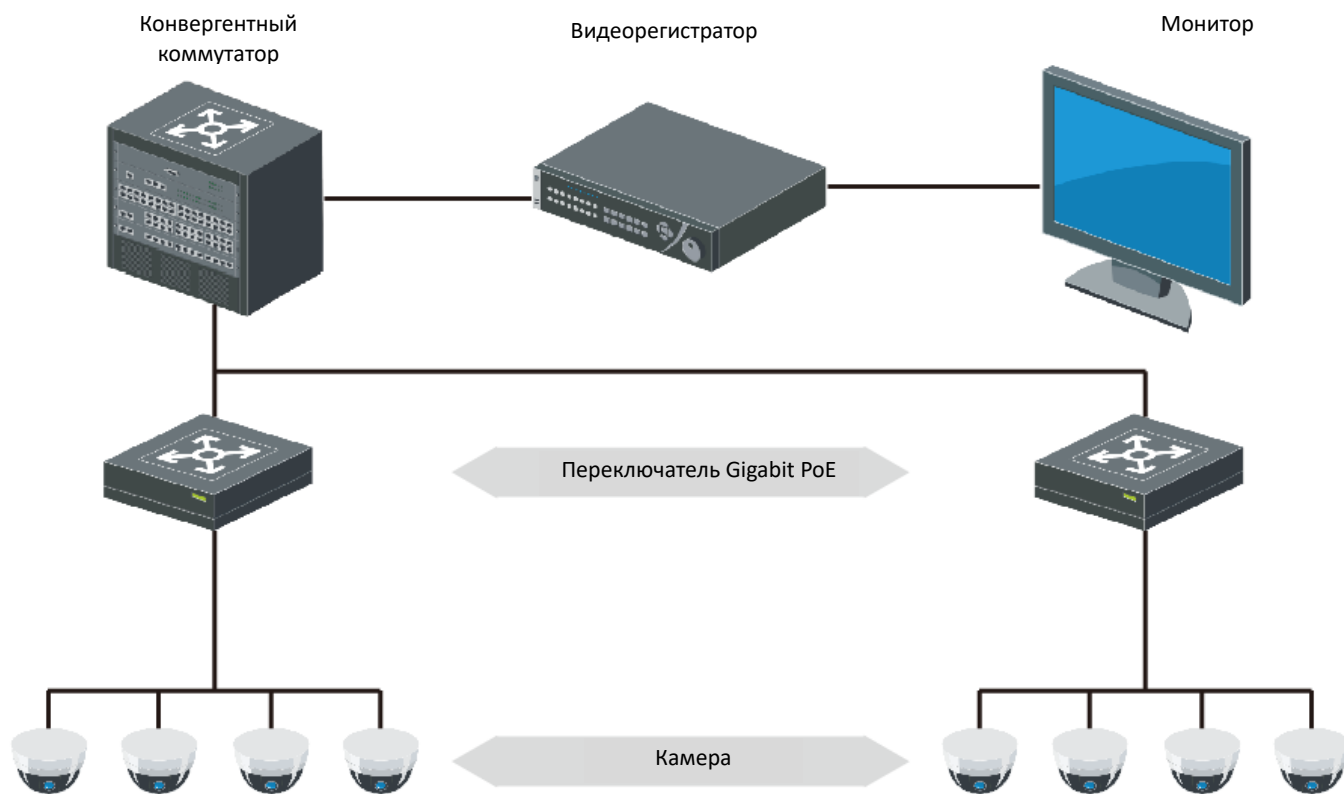 Конвергентный
коммутатор
Видеорегистратор
Монитор
Переключатель Gigabit PoE
Камера